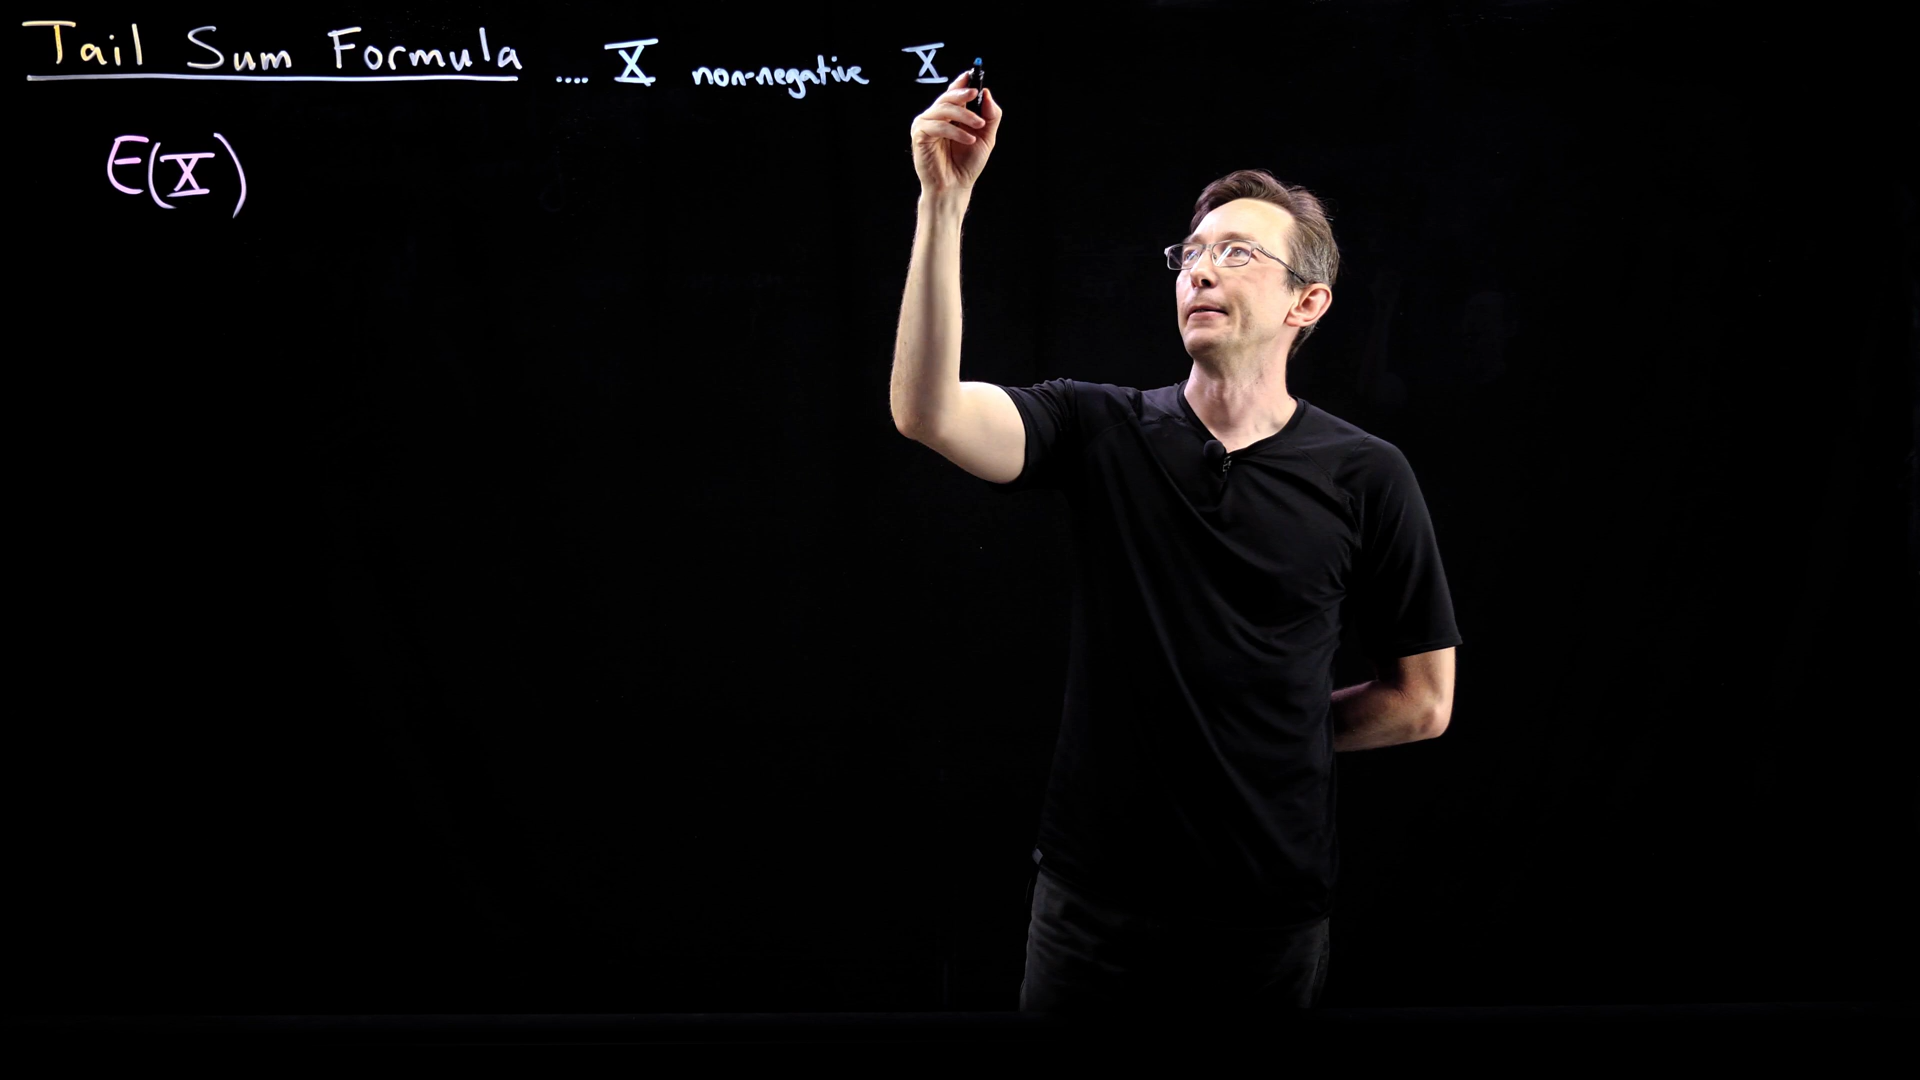 Tail Sum Formula .... X non-negative X
E(X)